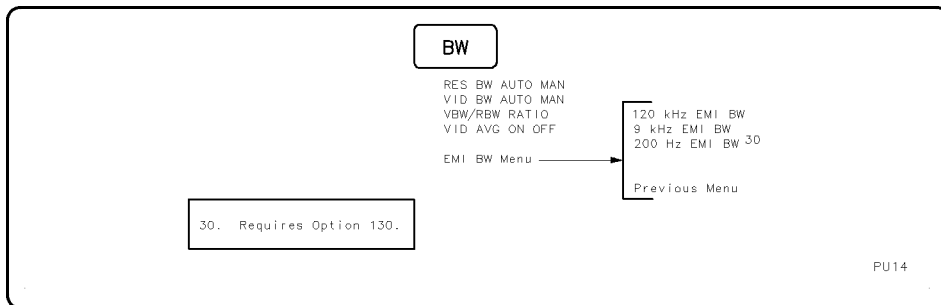 BW
RES BW AUTO MAN
VID BW AUTO MAN
VBW/RBW RATIO
VID AVG ON OFF
EMI BW Menu
120 kHz EMI BW
9 kHz EMI BW
200 Hz EMI BW 30
Previous Menu
30. Requires Option 130.
PU14